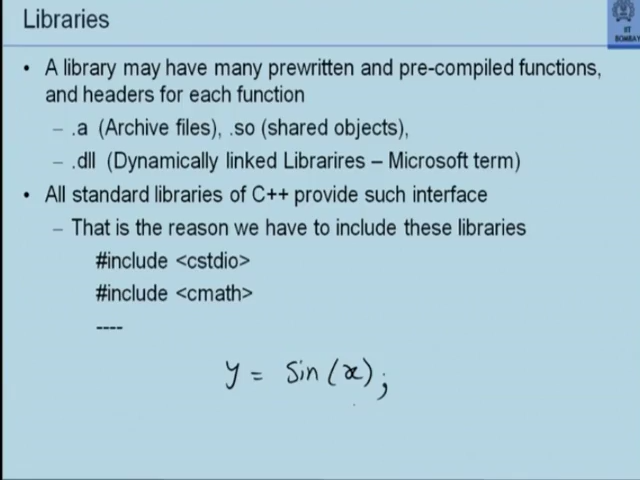 Libraries
IIT
BOMBAY
• A library may have many prewritten and pre-compiled functions,
and headers for each function
– .a (Archive files), .so (shared objects),
– .dll (Dynamically linked Librarires – Microsoft term)
• All standard libraries of C++ provide such interface
– That is the reason we have to include these libraries
#include <cstdio>
#include <cmath>
----
y = sin(x);